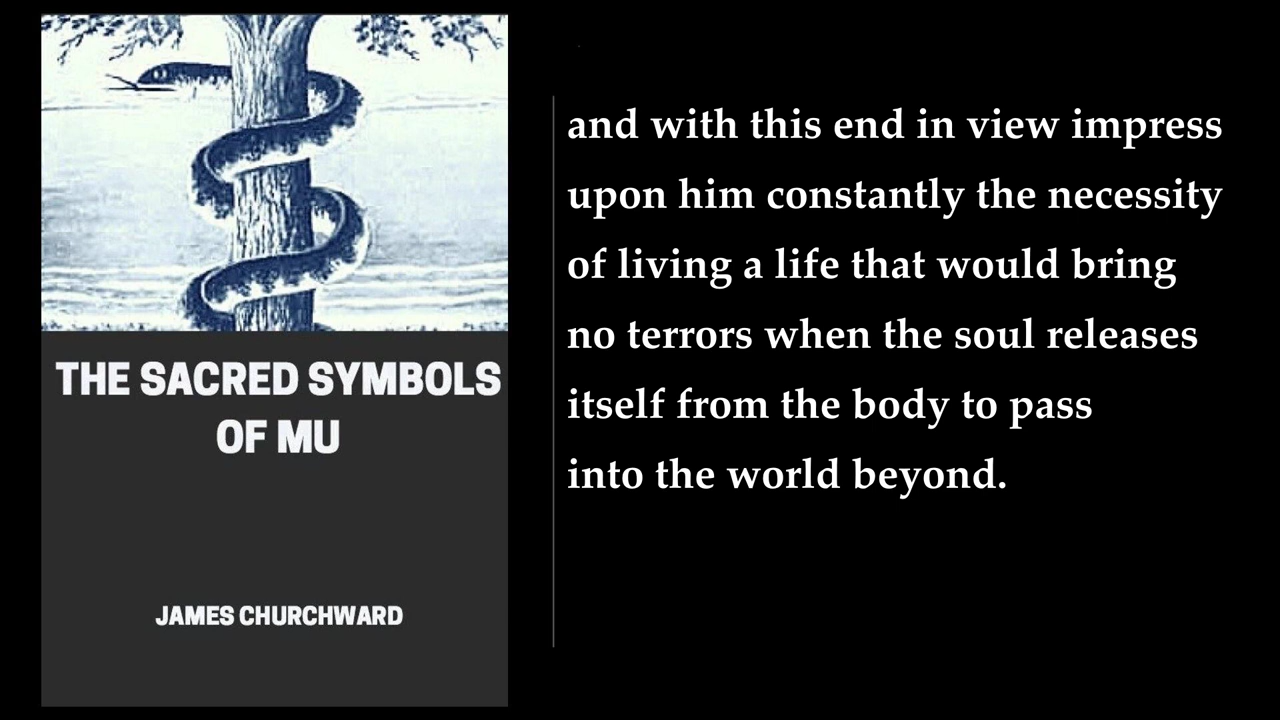 THE SACRED SYMBOLS
OF MU
JAMES CHURCHWARD
and with this end in view impress
upon him constantly the necessity
of living a life that would bring
no terrors when the soul releases
itself from the body to pass
into the world beyond.